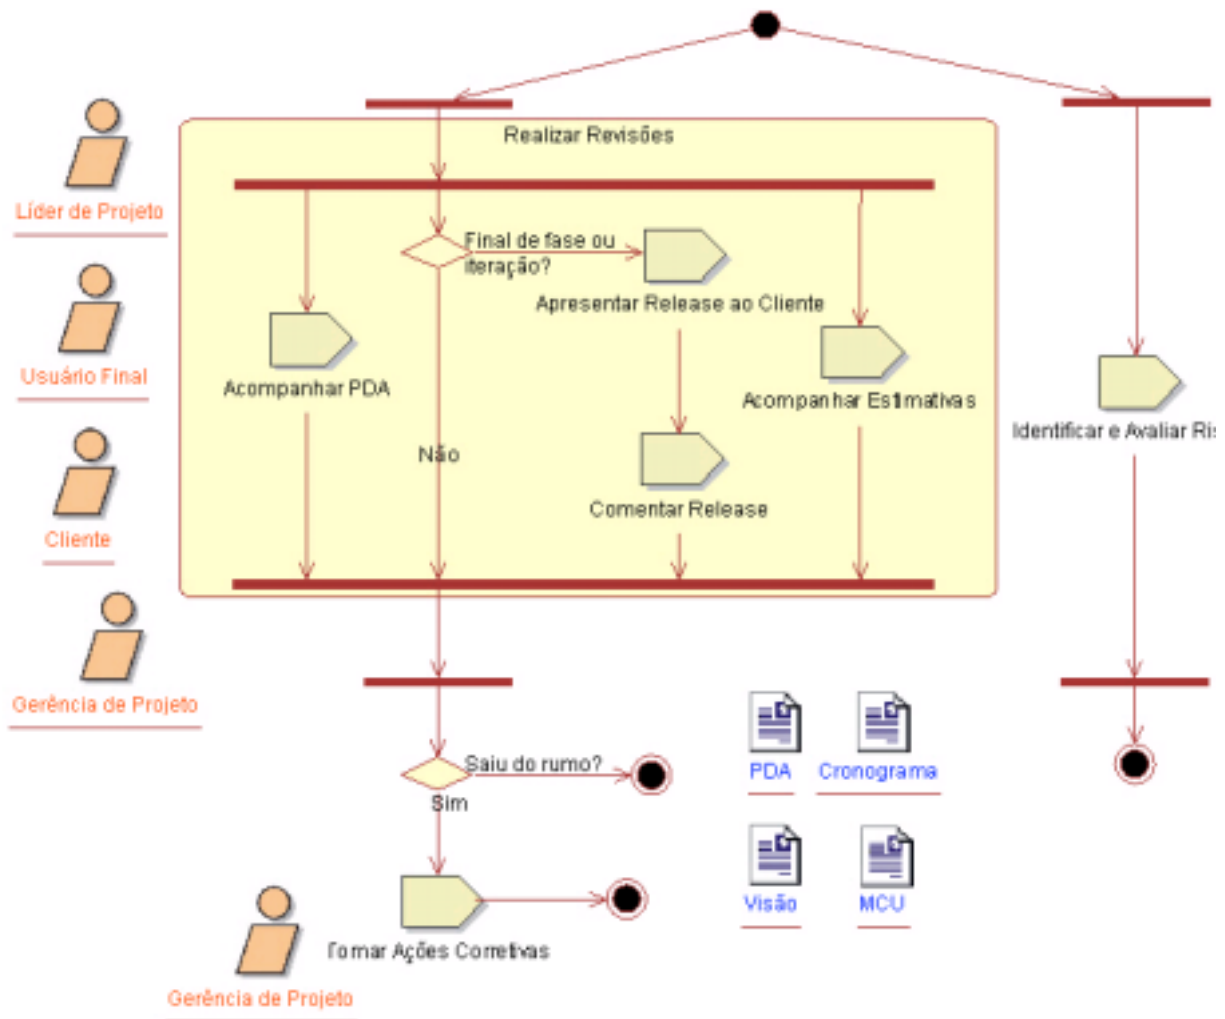 Realizar Revisões
Líder de Projeto
Final de fase ou
iteração?
Apresentar Release ao Cliente
Usuário Final
Acompanhar PDA
Acompanhar Estimativas
Identificar e Avaliar Ris
Não
Comentar Release
Cliente
Gerência de Projeto
Saiu do rumo?
PDA
Cronograma
Sim
Visão
MCU
Tomar Ações Corretivas
Gerência de Projeto